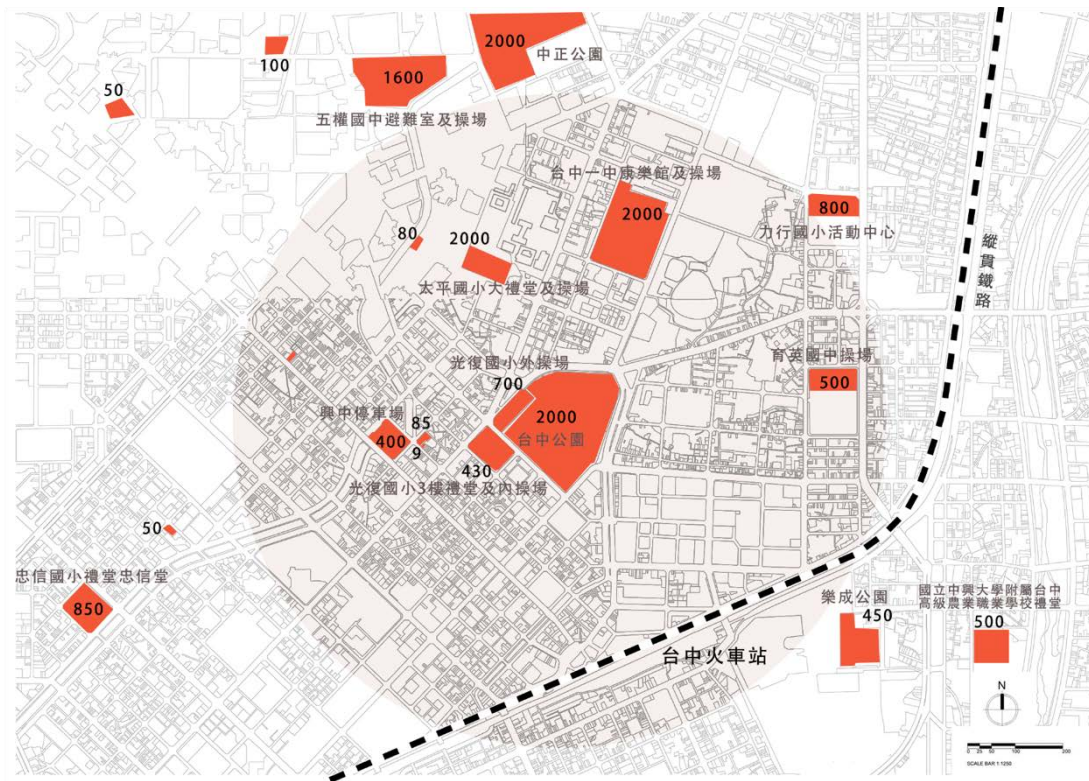 2000
中正公園
100
1600
50
五權國中避難室及操場
台中一中康樂館及操場
2000
800
力行國小活動中心
80
2000
太平國小大禮堂及操場
縱貫鐵路
育英國中操場
500
光復國小外操場
700
2000
台中公園
興中停車場
400
85
9
430
光復國小3樓禮堂及內操場
50
忠信國小禮堂忠信堂
850
樂成公園
450
國立中興大學附屬台中
高級農業職業學校禮堂
500
台中火車站
N
0 25 50 100 200
SCALE BAR 1:1250